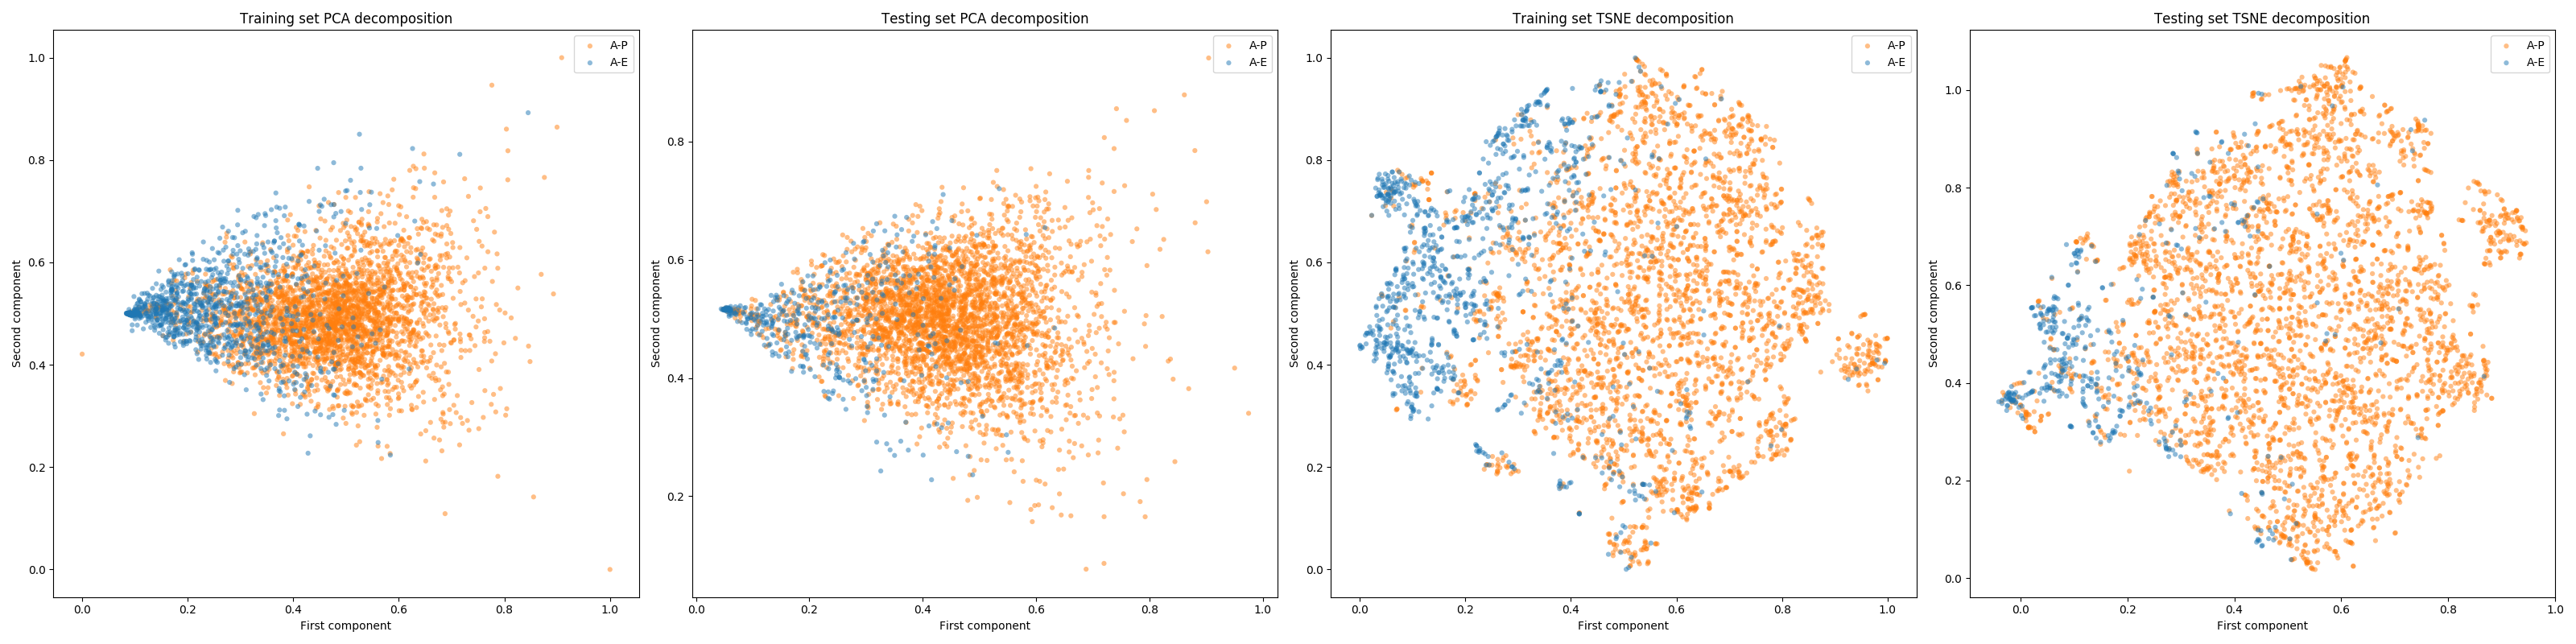 Training set PCA decomposition
A-P
A-E
1.0
0.8
0.6
0.4
0.2
0.0
Second component
0.0 0.2 0.4 0.6 0.8 1.0
First component
Testing set PCA decomposition
A-P
A-E
0.8
0.6
0.4
0.2
Second component
0.0 0.2 0.4 0.6 0.8 1.0
First component
Training set TSNE decomposition
A-P
A-E
1.0
0.8
0.6
0.4
0.2
0.0
Second component
0.0 0.2 0.4 0.6 0.8 1.0
First component
Testing set TSNE decomposition
A-P
A-E
1.0
0.8
0.6
0.4
0.2
0.0
Second component
0.0 0.2 0.4 0.6 0.8 1.0
First component